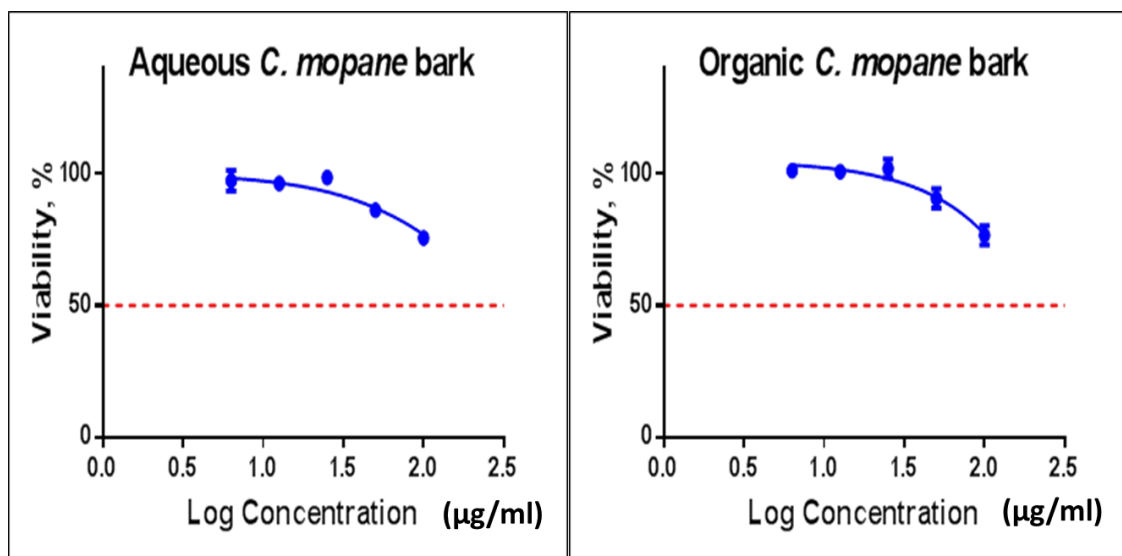 Aqueous C. mopane bark
Viability, %
100
50
0
0.0 0.5 1.0 1.5 2.0 2.5
Log Concentration (µg/ml)
Organic C. mopane bark
Viability, %
100
50
0
0.0 0.5 1.0 1.5 2.0 2.5
Log Concentration (µg/ml)